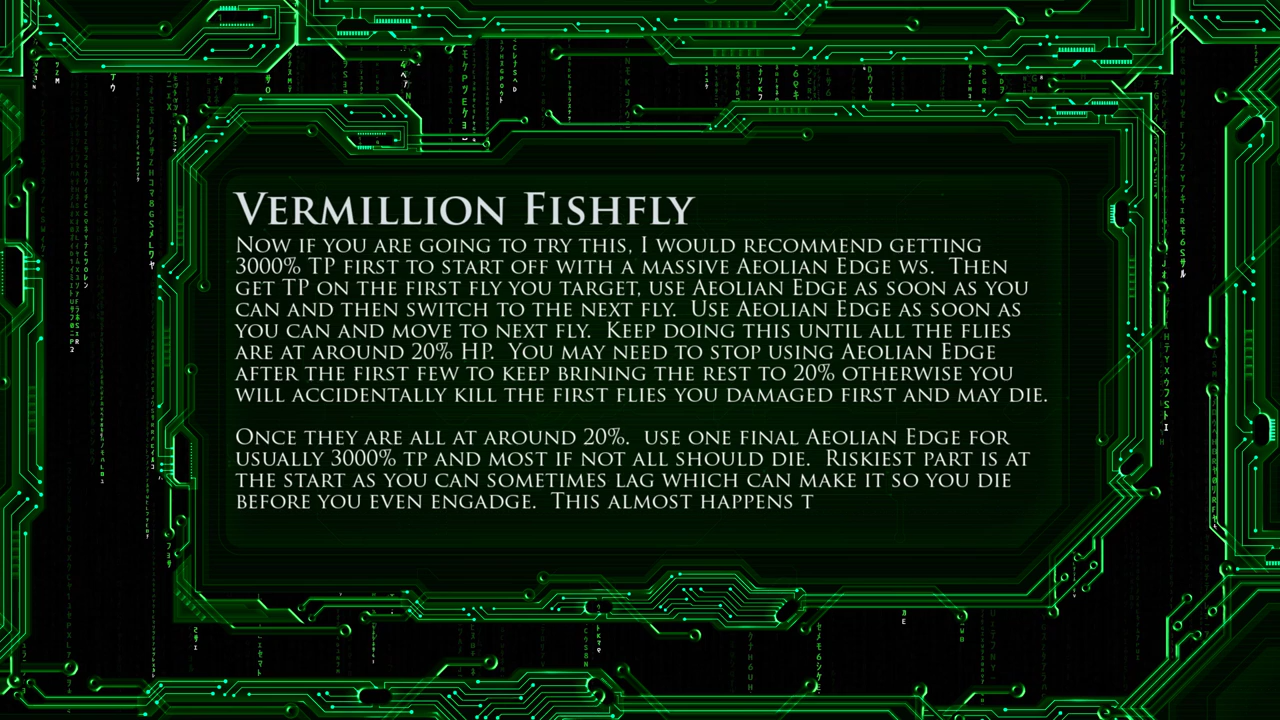 Vermillion Fishfly
Now if you are going to try this, I would recommend getting
3000% TP first to start off with a massive Aeolian Edge ws.  Then
get TP on the first fly you target, use Aeolian Edge as soon as you
can and then switch to the next fly.  Use Aeolian Edge as soon as
you can and move to next fly.  Keep doing this until all the flies
are at around 20% HP.  You may need to stop using Aeolian Edge
after the first few to keep brining the rest to 20% otherwise you
will accidentally kill the first flies you damaged first and may die.
Once they are all at around 20%.  use one final Aeolian Edge for
usually 3000% tp and most if not all should die.  Riskiest part is at
the start as you can sometimes lag which can make it so you die
before you even engadge.  This almost happens t